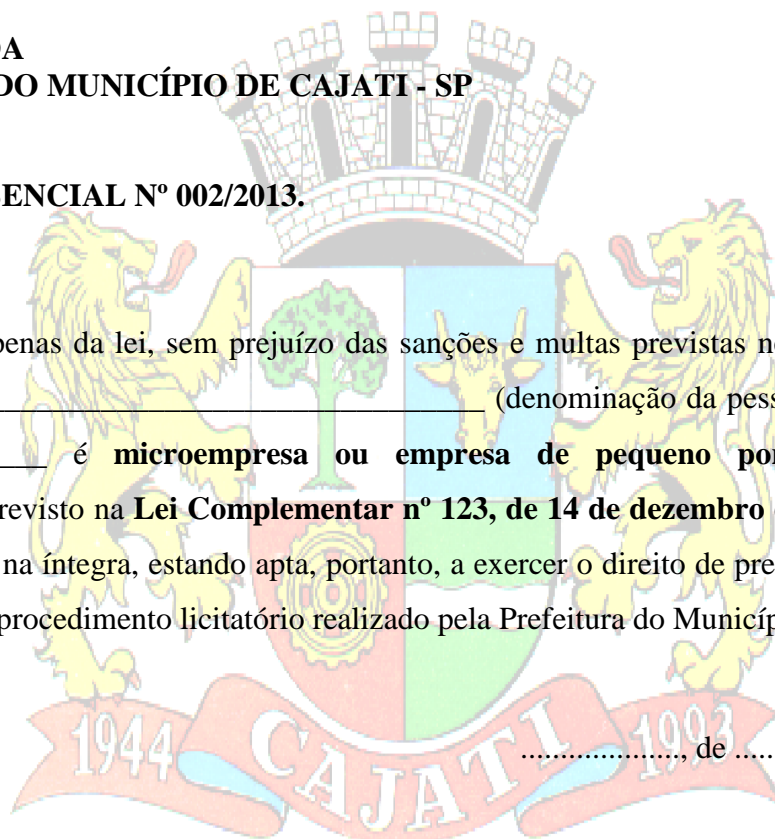 DA
DO MUNICÍPIO DE CAJATI - SP
ENCIAL Nº 002/2013.
penas da lei, sem prejuízo das sanções e multas previstas n
_______________________________ (denominação da pess
___ é microempresa ou empresa de pequeno por
revisto na Lei Complementar nº 123, de 14 de dezembro
na íntegra, estando apta, portanto, a exercer o direito de pre
procedimento licitatório realizado pela Prefeitura do Municíp
...................., de .....
1944 CAJATI 1993